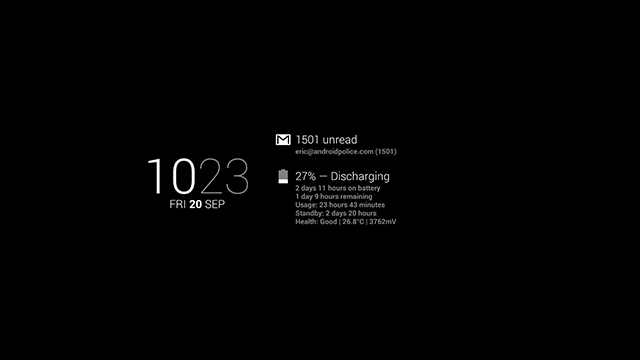 1023
FRI 20 SEP
1501 unread
eric@androidpolice.com (1501)
27% — Discharging
2 days 11 hours on battery
1 day 9 hours remaining
Usage: 23 hours 43 minutes
Standby: 2 days 20 hours
Health: Good | 26.8°C | 3762mV